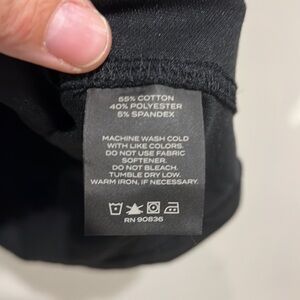 55% COTTON
40% POLYESTER
5% SPANDEX
MACHINE WASH COLD
WITH LIKE COLORS.
DO NOT USE FABRIC
SOFTENER.
DO NOT BLEACH.
TUMBLE DRY LOW.
WARM IRON, IF NECESSARY.
RN 90836